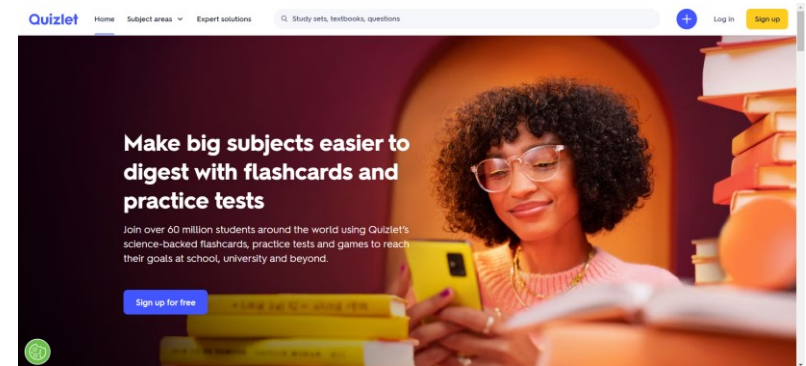 Quizlet
Home
Subject areas
Expert solutions
Study sets, textbooks, questions
Log in
Sign up
Make big subjects easier to
digest with flashcards and
practice tests
Join over 60 million students around the world using Quizlet's
science-backed flashcards, practice tests and games to reach
their goals at school, university and beyond.
Sign up for free